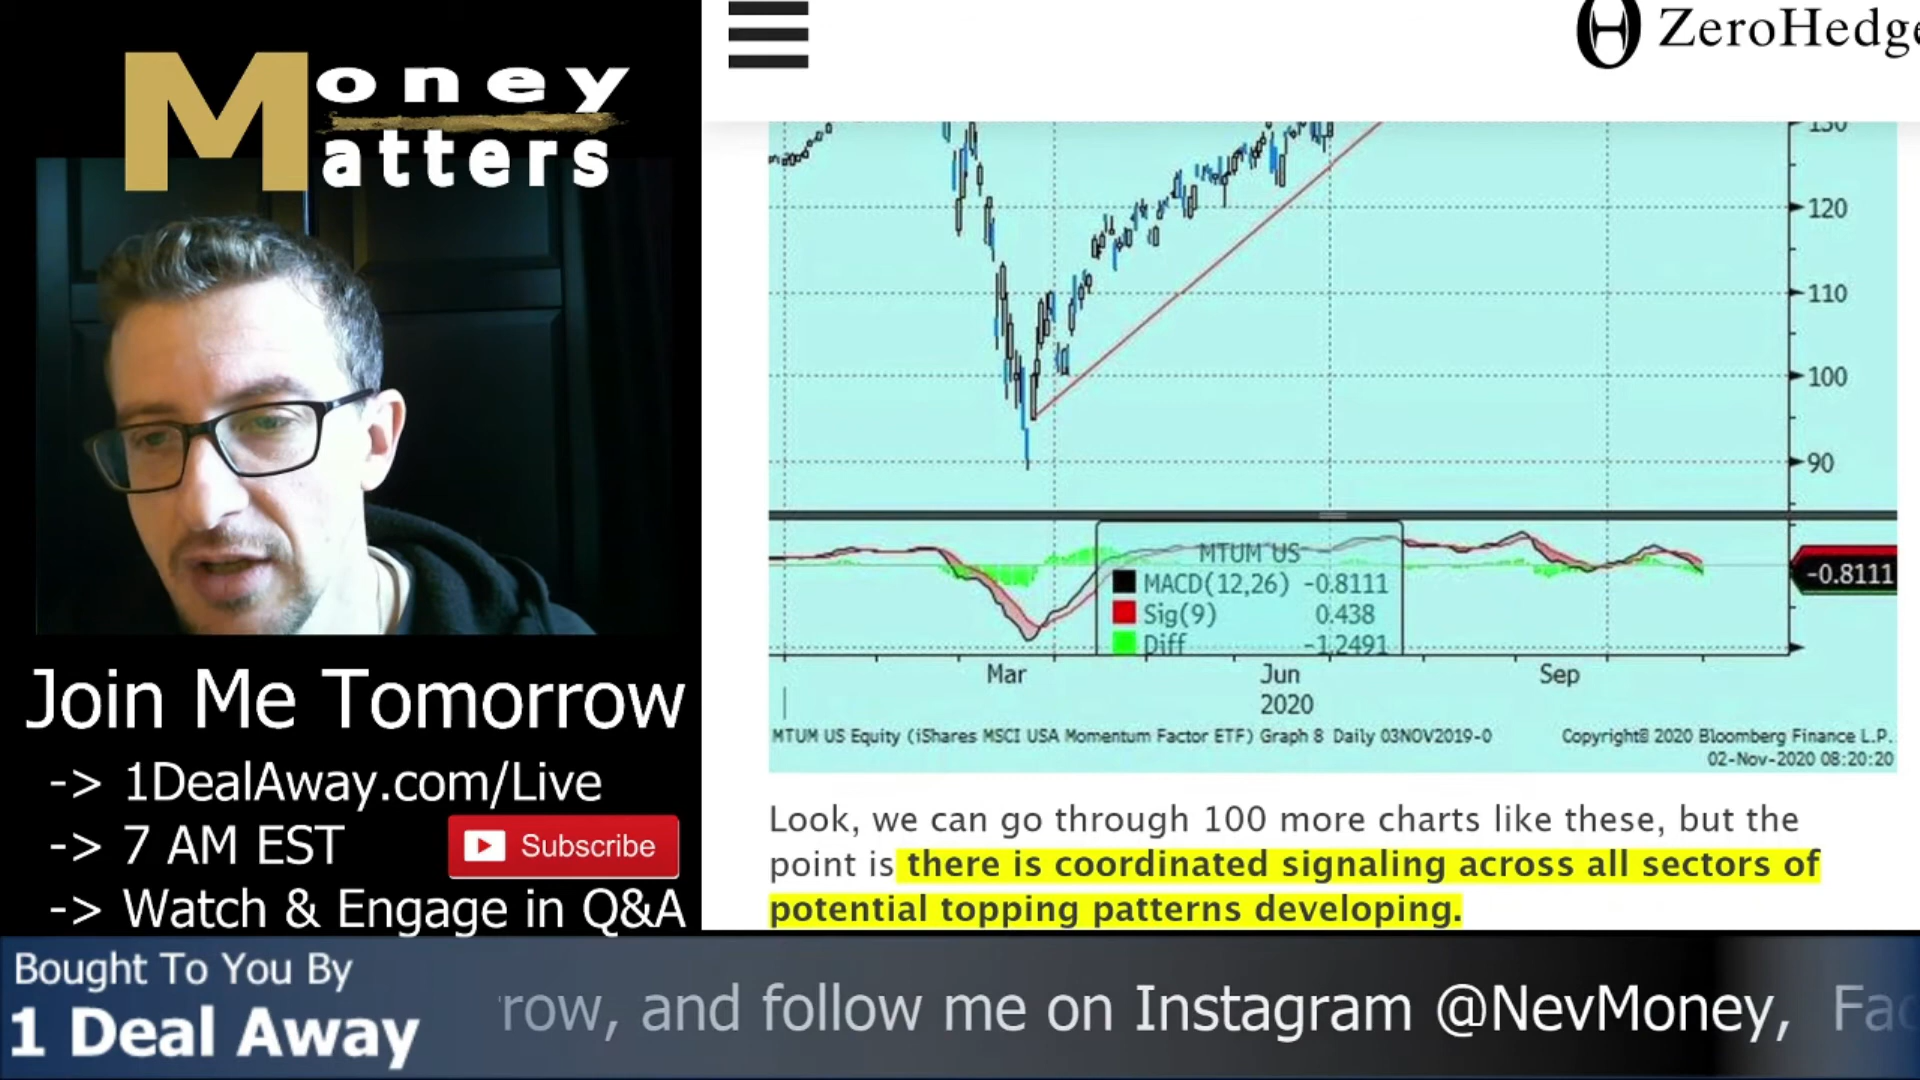 Money
Matters
Join Me Tomorrow
-> 1DealAway.com/Live
-> 7 AM EST
Subscribe
-> Watch & Engage in Q&A
ZeroHedge
130
120
110
100
90
MTUM US
MACD(12,26) -0.8111
Sig(9) 0.438
Diff -1.2491
-0.8111
Mar Jun Sep
2020
MTUM US Equity (iShares MSCI USA Momentum Factor ETF) Graph 8 Daily 03NOV2019-0
Copyright© 2020 Bloomberg Finance L.P.
02-Nov-2020 08:20:20
Look, we can go through 100 more charts like these, but the
point is there is coordinated signaling across all sectors of
potential topping patterns developing.
Bought To You By
1 Deal Away
row, and follow me on Instagram @NevMoney, Fac